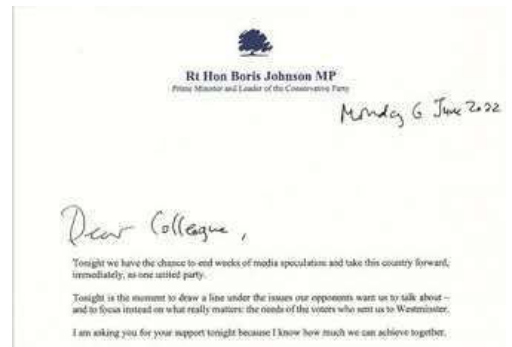 Rt Hon Boris Johnson MP
Prime Minister and Leader of the Conservative Party
Monday 6 June 2022
Dear Colleague,
Tonight we have the chance to end weeks of media speculation and take this country forward,
immediately, as one united party.
Tonight is the moment to draw a line under the issues our opponents want us to talk about –
and to focus instead on what really matters: the needs of the voters who sent us to Westminster.
I am asking you for your support tonight because I know how much we can achieve together.